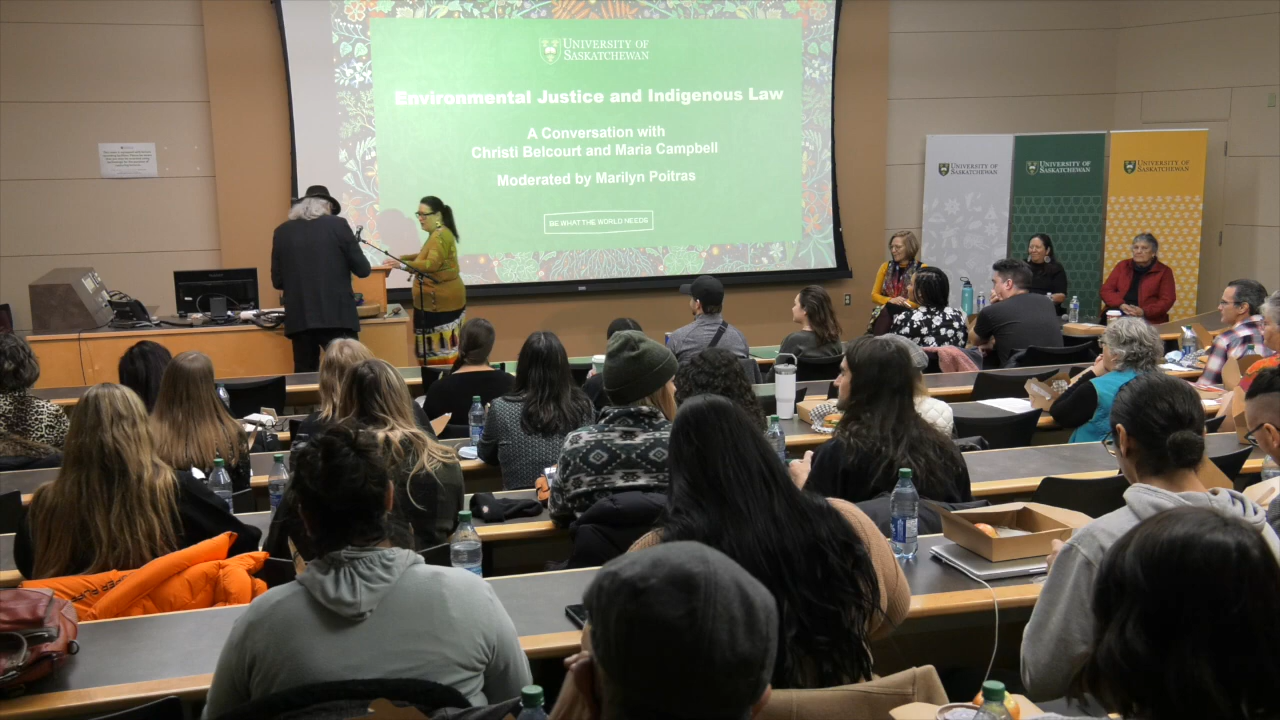 UNIVERSITY OF
SASKATCHEWAN
Environmental Justice and Indigenous Law
A Conversation with
Christi Belcourt and Maria Campbell
Moderated by Marilyn Poitras
BE WHAT THE WORLD NEEDS
UNIVERSITY OF
SASKATCHEWAN
UNIVERSITY OF
SASKATCHEWAN
UNIVERSITY OF
SASKATCHEWAN